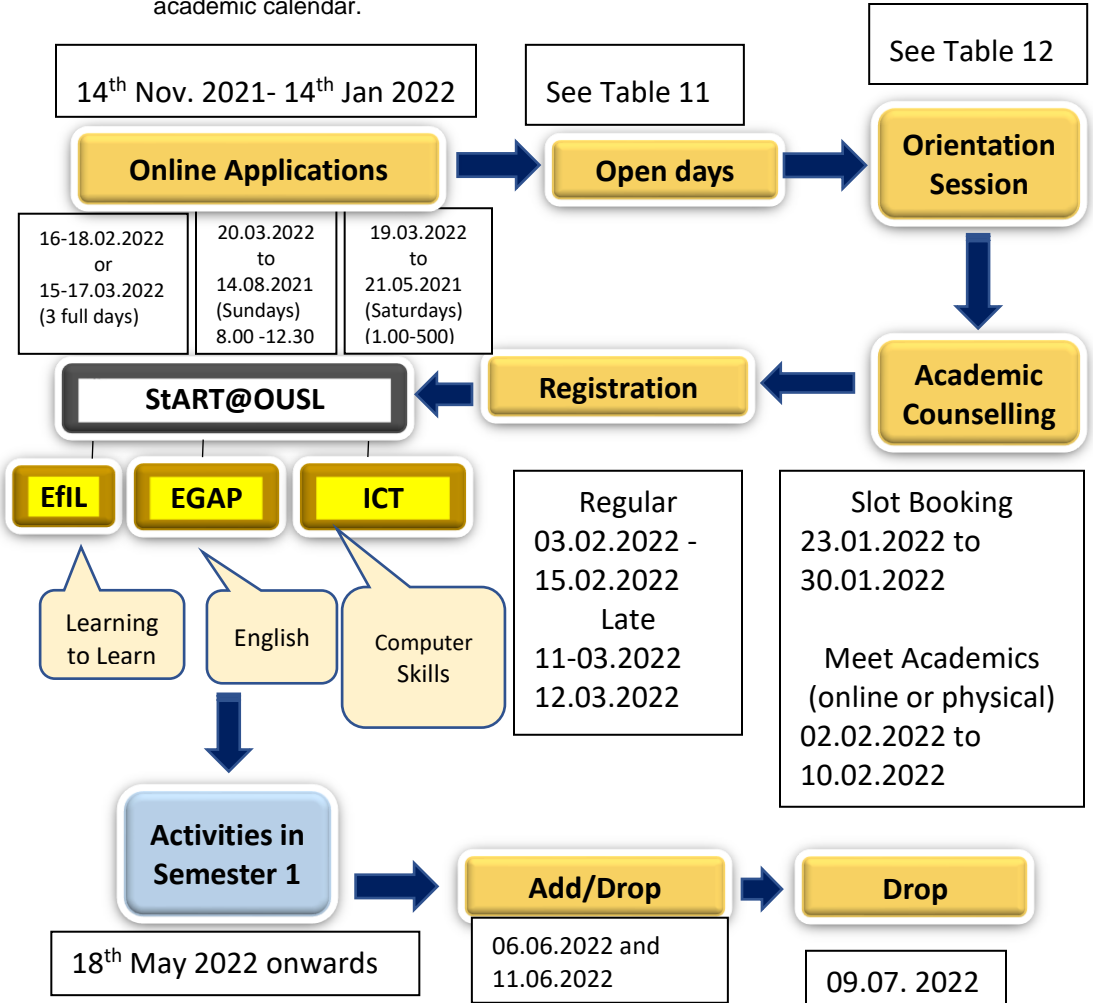 academic calendar.
14th Nov. 2021- 14th Jan 2022
See Table 11
See Table 12
Online Applications
Open days
Orientation
Session
16-18.02.2022
or
15-17.03.2022
(3 full days)
20.03.2022
to
14.08.2021
(Sundays)
8.00 -12.30
19.03.2022
to
21.05.2021
(Saturdays)
(1.00-500)
StART@OUSL
Registration
Academic
Counselling
EfIL
EGAP
ICT
Learning
to Learn
English
Computer
Skills
Regular
03.02.2022 -
15.02.2022
Late
11-03.2022
12.03.2022
Slot Booking
23.01.2022 to
30.01.2022
Meet Academics
(online or physical)
02.02.2022 to
10.02.2022
Activities in
Semester 1
Add/Drop
Drop
18th May 2022 onwards
06.06.2022 and
11.06.2022
09.07. 2022